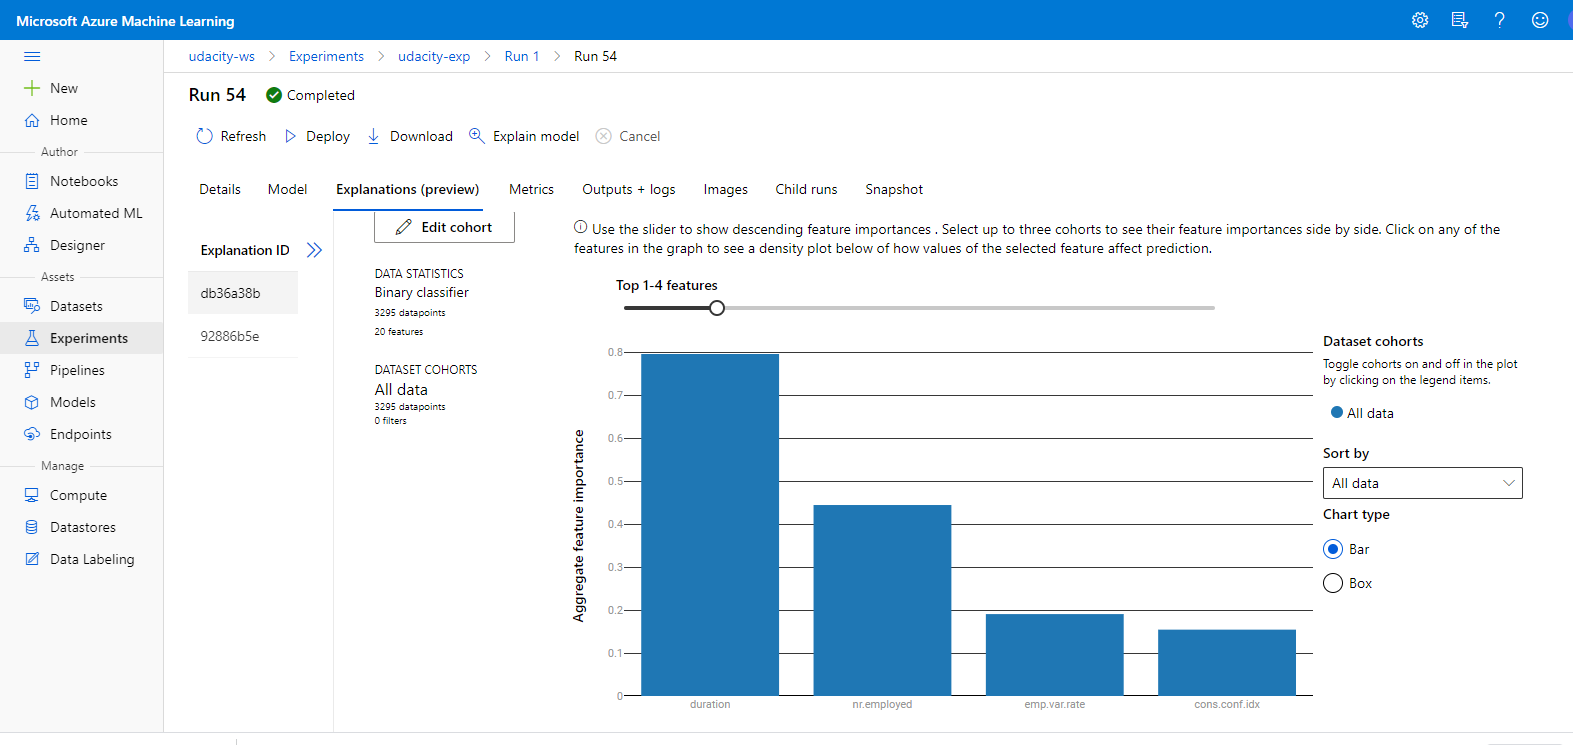 Microsoft Azure Machine Learning
udacity-ws > Experiments > udacity-exp > Run 1 > Run 54
New
Home
Author
Notebooks
Automated ML
Designer
Assets
Datasets
Experiments
Pipelines
Models
Endpoints
Manage
Compute
Datastores
Data Labeling
Run 54 Completed
Refresh Deploy Download Explain model Cancel
Details Model Explanations (preview) Metrics Outputs + logs Images Child runs Snapshot
Explanation ID
db36a38b
92886b5e
Edit cohort
DATA STATISTICS
Binary classifier
3295 datapoints
20 features
DATASET COHORTS
All data
3295 datapoints
0 filters
Use the slider to show descending feature importances . Select up to three cohorts to see their feature importances side by side. Click on any of the
features in the graph to see a density plot below of how values of the selected feature affect prediction.
Top 1-4 features
Aggregate feature importance
0.8
0.7
0.6
0.5
0.4
0.3
0.2
0.1
0
duration nr.employed emp.var.rate cons.conf.idx
Dataset cohorts
Toggle cohorts on and off in the plot
by clicking on the legend items.
All data
Sort by
All data
Chart type
Bar
Box